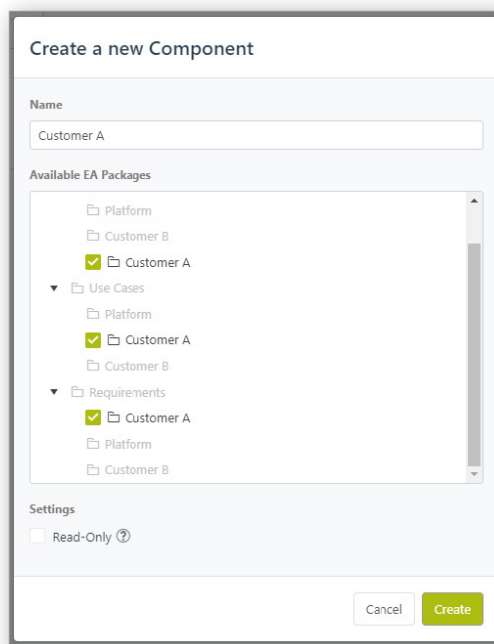 Create a new Component
Name
Customer A
Available EA Packages
Platform
Customer B
Customer A
Use Cases
Platform
Customer A
Customer B
Requirements
Customer A
Platform
Customer B
Settings
Read-Only ?
Cancel Create